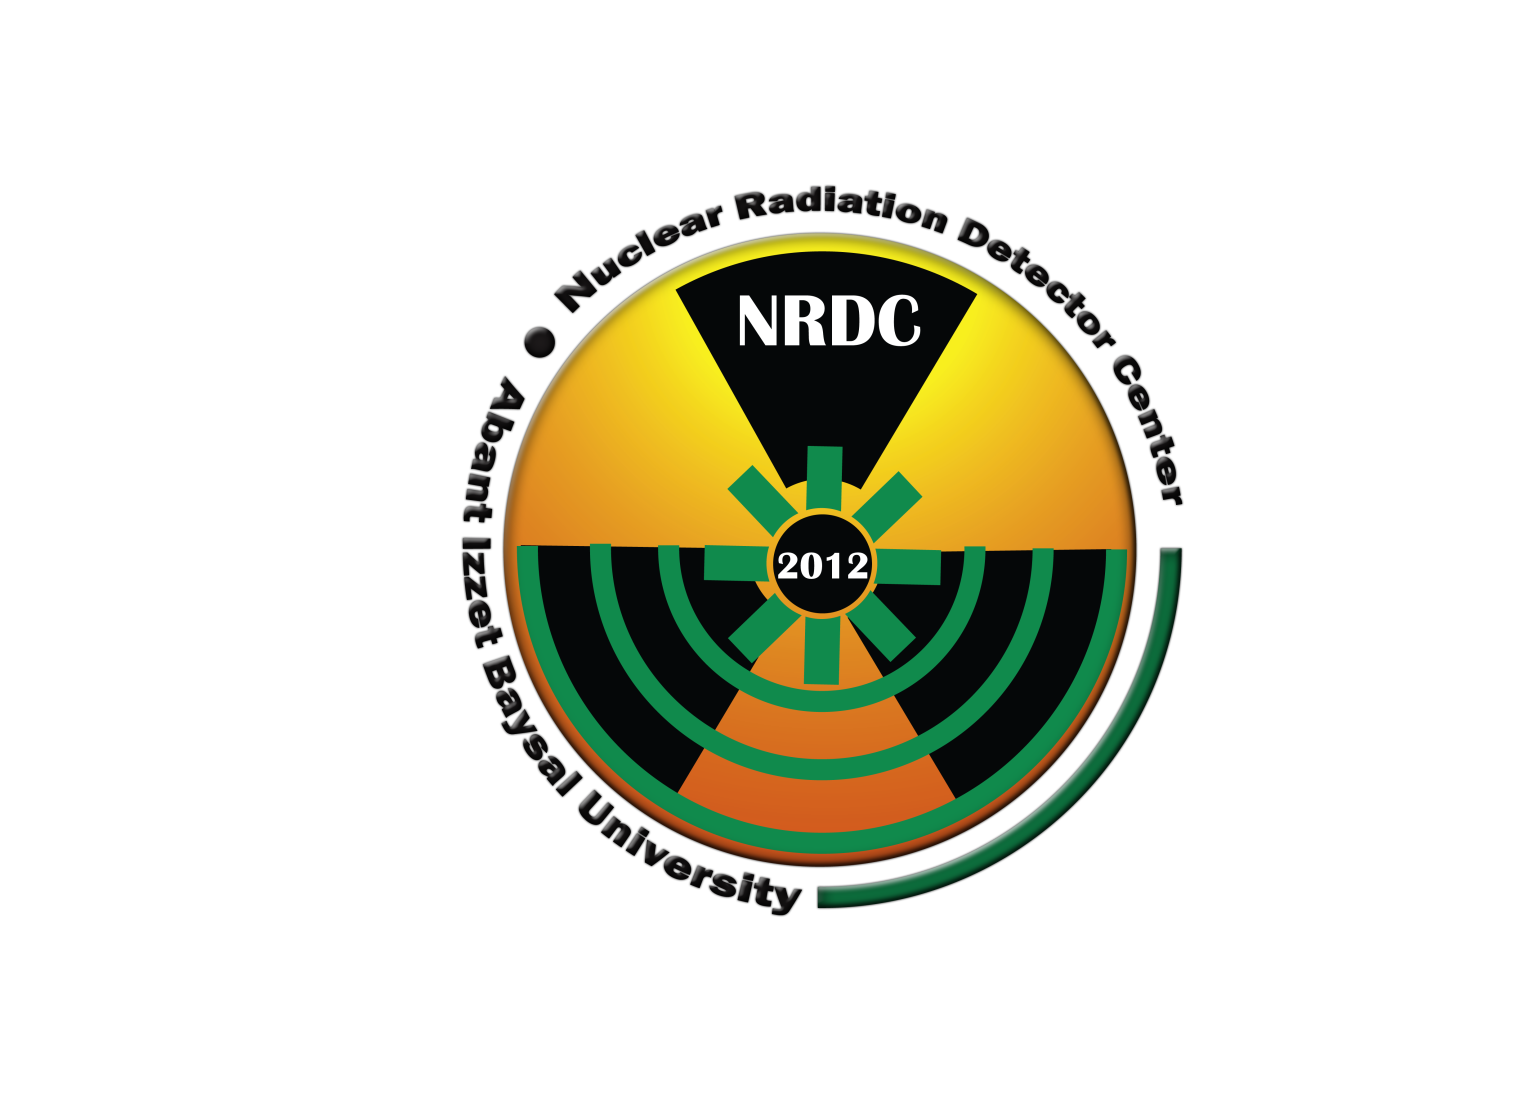 Nuclear Radiation Detector Center
Abant Izzet Baysal University
NRDC
2012